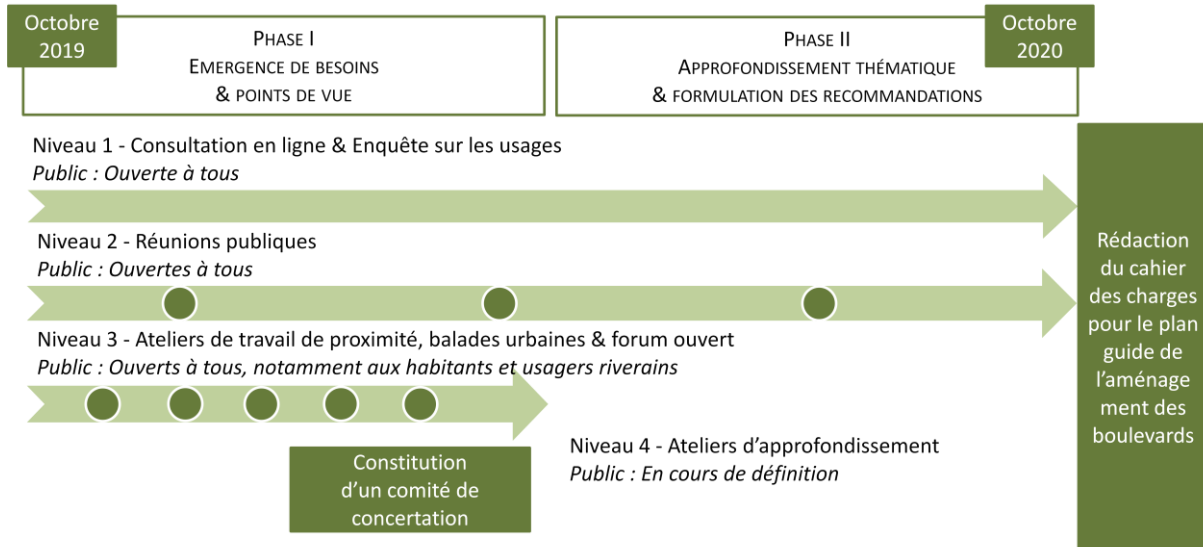 Octobre
2019
PHASE I
EMERGENCE DE BESOINS
& POINTS DE VUE
PHASE II
APPROFONDISSEMENT THÉMATIQUE
& FORMULATION DES RECOMMANDATIONS
Octobre
2020
Niveau 1 - Consultation en ligne & Enquête sur les usages
Public : Ouverte à tous
Niveau 2 - Réunions publiques
Public : Ouvertes à tous
Niveau 3 - Ateliers de travail de proximité, balades urbaines & forum ouvert
Public : Ouverts à tous, notamment aux habitants et usagers riverains
Constitution
d'un comité de
concertation
Niveau 4 - Ateliers d'approfondissement
Public : En cours de définition
Rédaction
du cahier
des charges
pour le plan
guide de
l'aménage
ment des
boulevards